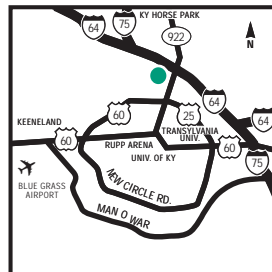 KY HORSE PARK
64
75
922
N
60
25
64
KEENELAND
TRANSYLVANIA
UNIV.
64
60
RUPP ARENA
60
UNIV. OF KY
75
BLUE GRASS
AIRPORT
NEW CIRCLE RD.
MAN O WAR